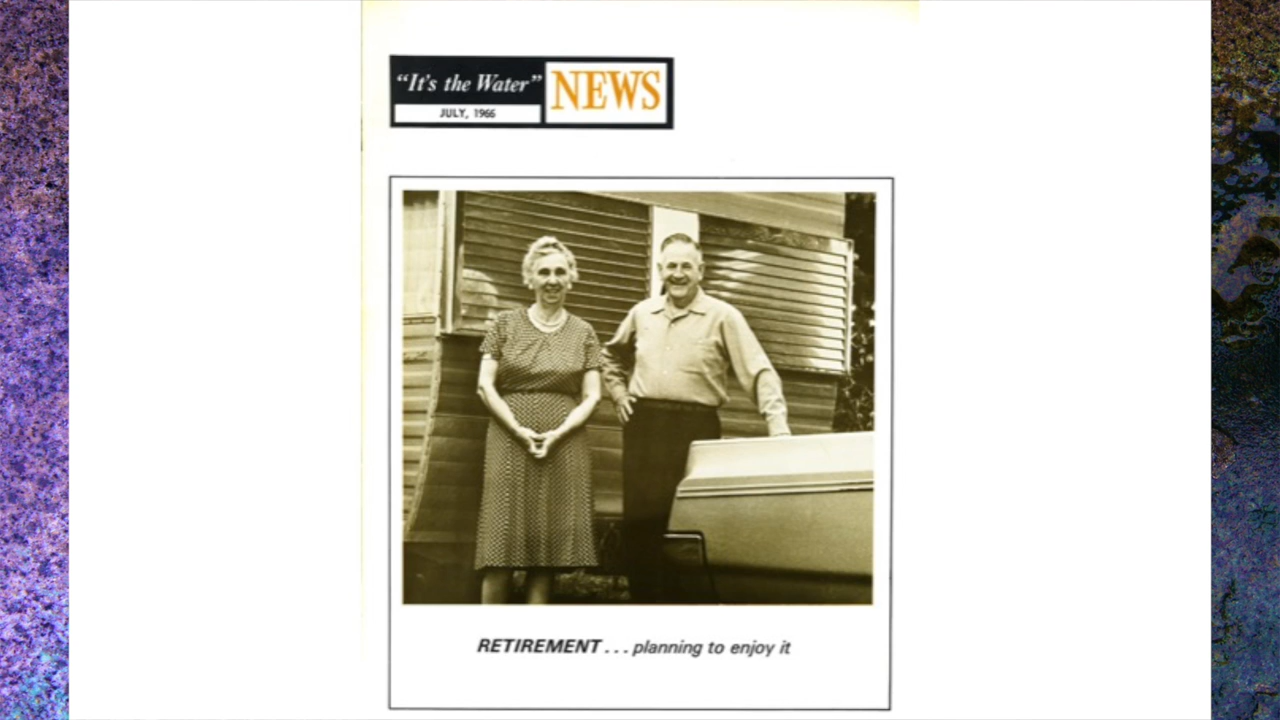 “It's the Water”
NEWS
JULY, 1966
RETIREMENT... planning to enjoy it